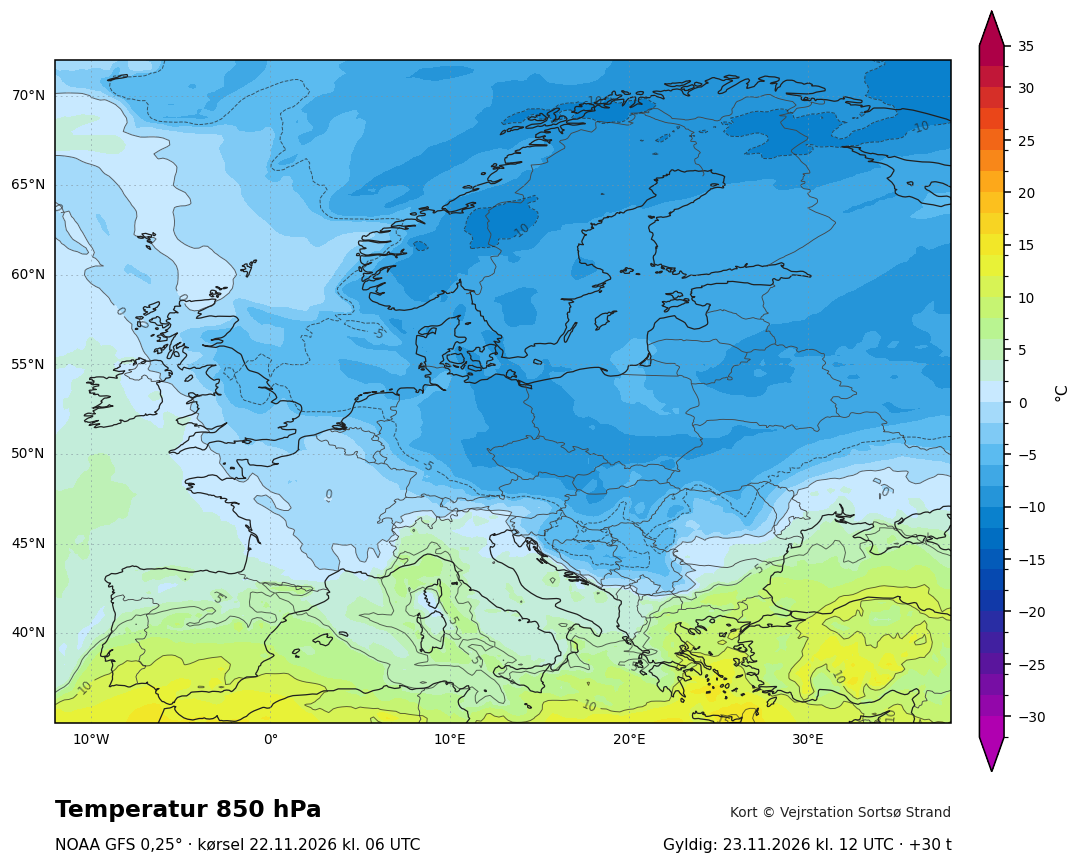 70°N
65°N
60°N
55°N
50°N
45°N
40°N
10°W 0° 10°E 20°E 30°E
35
30
25
20
15
10
5
0
−5
−10
−15
−20
−25
−30
°C
Temperatur 850 hPa
Kort © Vejrstation Sortsø Strand
NOAA GFS 0,25° · kørsel 22.11.2026 kl. 06 UTC
Gyldig: 23.11.2026 kl. 12 UTC · +30 t